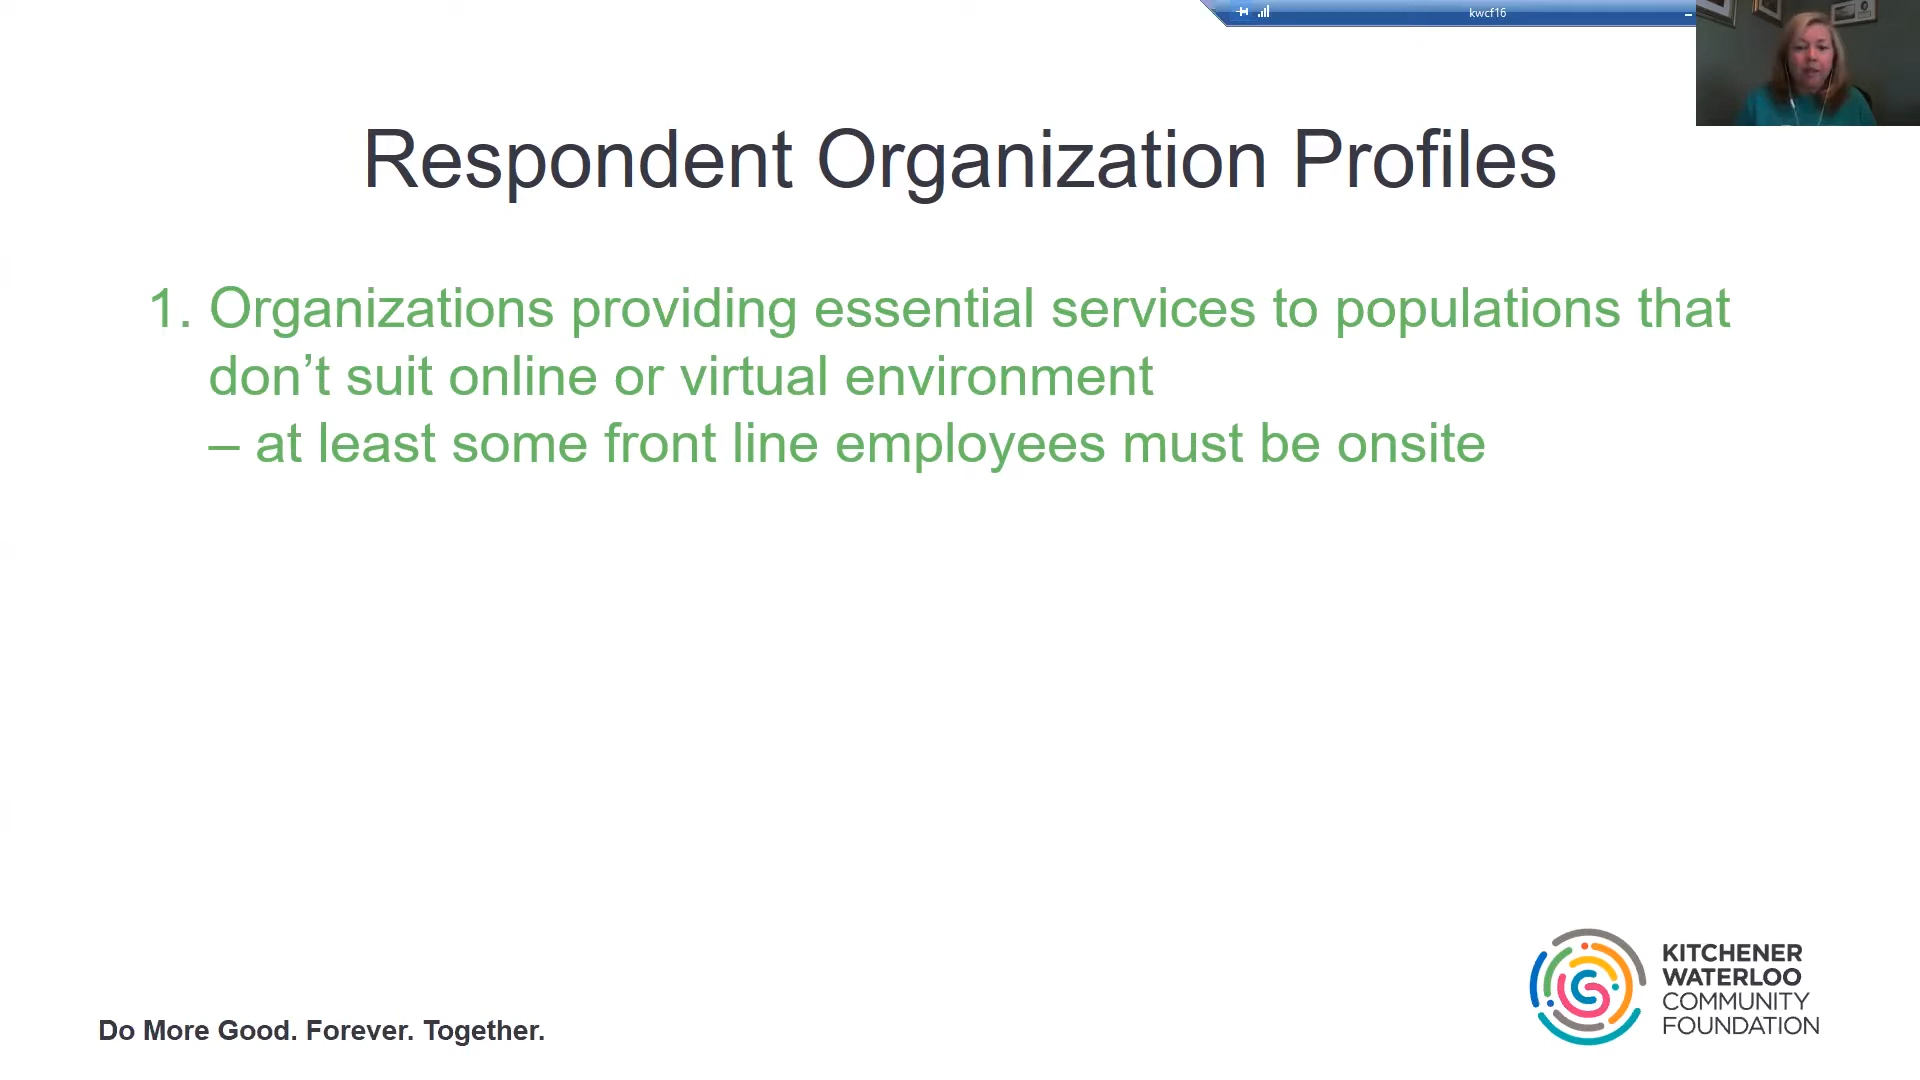 kwcf16
Respondent Organization Profiles
1. Organizations providing essential services to populations that
don’t suit online or virtual environment
– at least some front line employees must be onsite
KITCHENER
WATERLOO
COMMUNITY
FOUNDATION
Do More Good. Forever. Together.